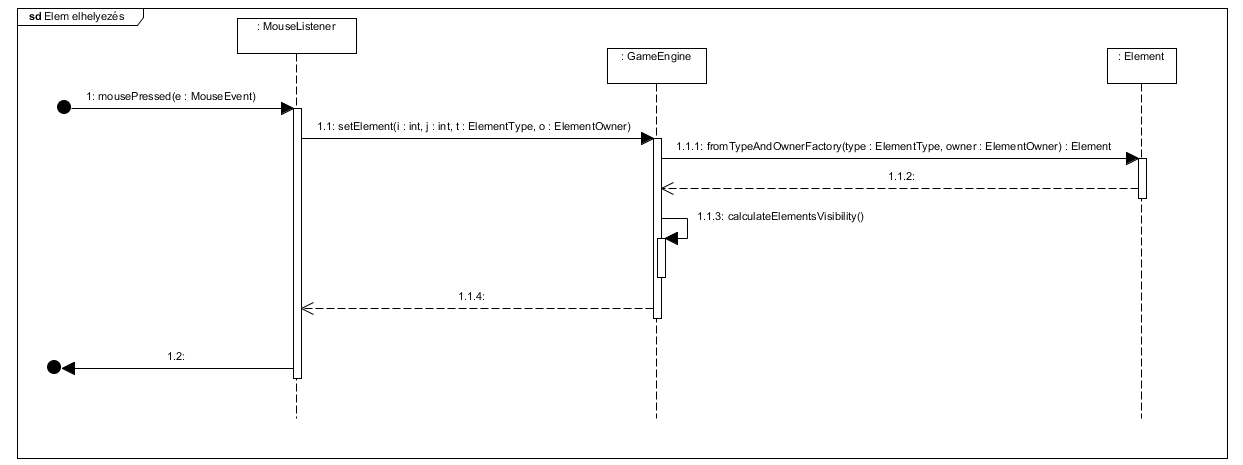 sd Elem elhelyezés
: MouseListener
: GameEngine
: Element
1: mousePressed(e : MouseEvent)
1.1: setElement(i : int, j : int, t : ElementType, o : ElementOwner)
1.1.1: fromTypeAndOwnerFactory(type : ElementType, owner : ElementOwner) : Element
1.1.2:
1.1.3: calculateElementsVisibility()
1.1.4:
1.2: